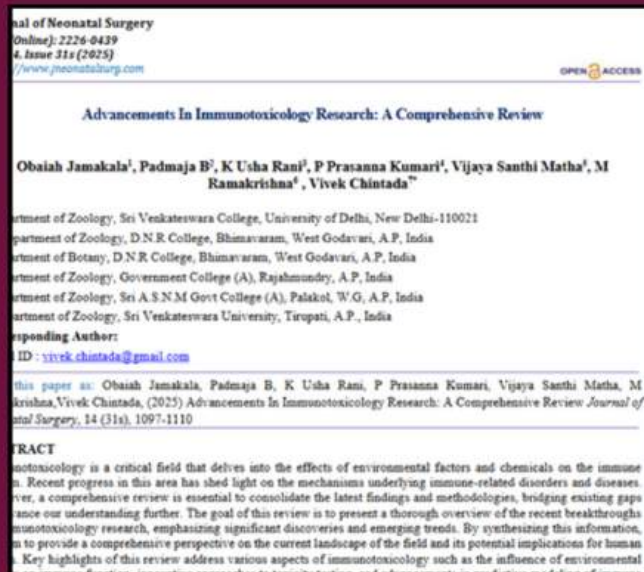 nal of Neonatal Surgery
Online): 2226-0439
4, Issue 31s (2025)
//www.jneonatalsurg.com
OPEN ACCESS
Advancements In Immunotoxicology Research: A Comprehensive Review
Obaiah Jamakala¹, Padmaja B², K Usha Rani³, P Prasanna Kumari⁴, Vijaya Santhi Matha⁵, M
Ramakrishna⁶ , Vivek Chintada⁷*
artment of Zoology, Sri Venkateswara College, University of Delhi, New Delhi-110021
partment of Zoology, D.N.R College, Bhimavaram, West Godavari, A.P, India
artment of Botany, D.N.R College, Bhimavaram, West Godavari, A.P, India
artment of Zoology, Government College (A), Rajahmundry, A.P, India
artment of Zoology, Sri A.S.N.M Govt College (A), Palakol, W.G, A.P, India
artment of Zoology, Sri Venkateswara University, Tirupati, A.P., India
esponding Author:
ID : vivek.chintada@gmail.com
this paper as: Obaiah Jamakala, Padmaja B, K Usha Rani, P Prasanna Kumari, Vijaya Santhi Matha, M
krishna,Vivek Chintada, (2025) Advancements In Immunotoxicology Research: A Comprehensive Review Journal of
atal Surgery, 14 (31s), 1097-1110
TRACT
notoxicology is a critical field that delves into the effects of environmental factors and chemicals on the immune
. Recent progress in this area has shed light on the mechanisms underlying immune-related disorders and diseases.
ver, a comprehensive review is essential to consolidate the latest findings and methodologies, bridging existing gaps
vance our understanding further. The goal of this review is to present a thorough overview of the recent breakthroughs
munotoxicology research, emphasizing significant discoveries and emerging trends. By synthesizing this information,
m to provide a comprehensive perspective on the current landscape of the field and its potential implications for human
. Key highlights of this review address various aspects of immunotoxicology such as the influence of environmental